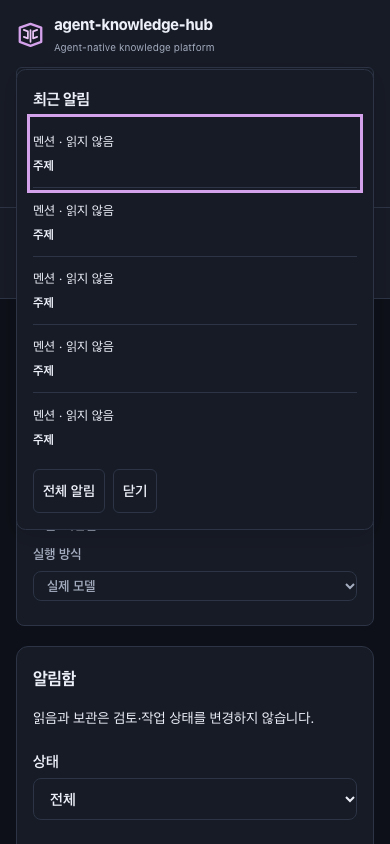 agent-knowledge-hub
Agent-native knowledge platform
최근 알림
멘션 · 읽지 않음
주제
멘션 · 읽지 않음
주제
멘션 · 읽지 않음
주제
멘션 · 읽지 않음
주제
멘션 · 읽지 않음
주제
전체 알림
닫기
실행 방식
실제 모델
알림함
읽음과 보관은 검토·작업 상태를 변경하지 않습니다.
상태
전체